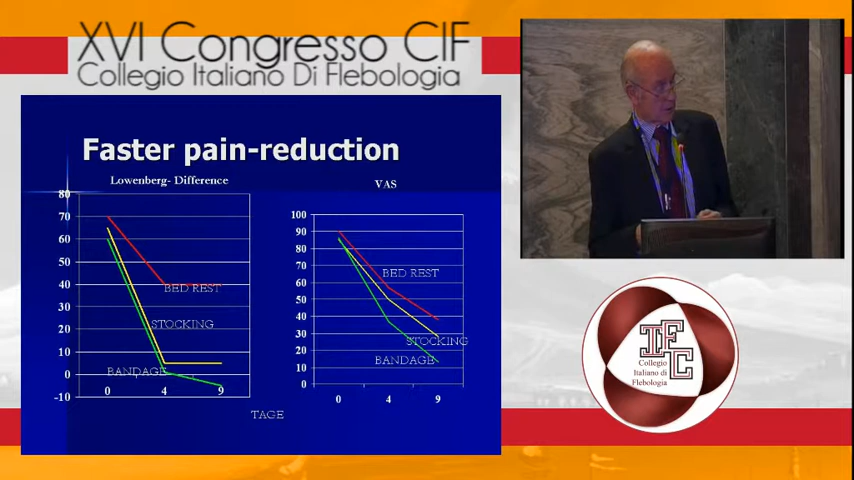 XVI Congresso CIF
Collegio Italiano Di Flebologia
Faster pain-reduction
Lowenberg- Difference
80
70
60
50
40
30
20
10
0
-10
BED REST
STOCKING
BANDAGE
0 4 9
VAS
100
90
80
70
60
50
40
30
20
10
0
BED REST
STOCKING
BANDAGE
0 4 9
TAGE
IFC
Collegio
Italiano di
Flebologia